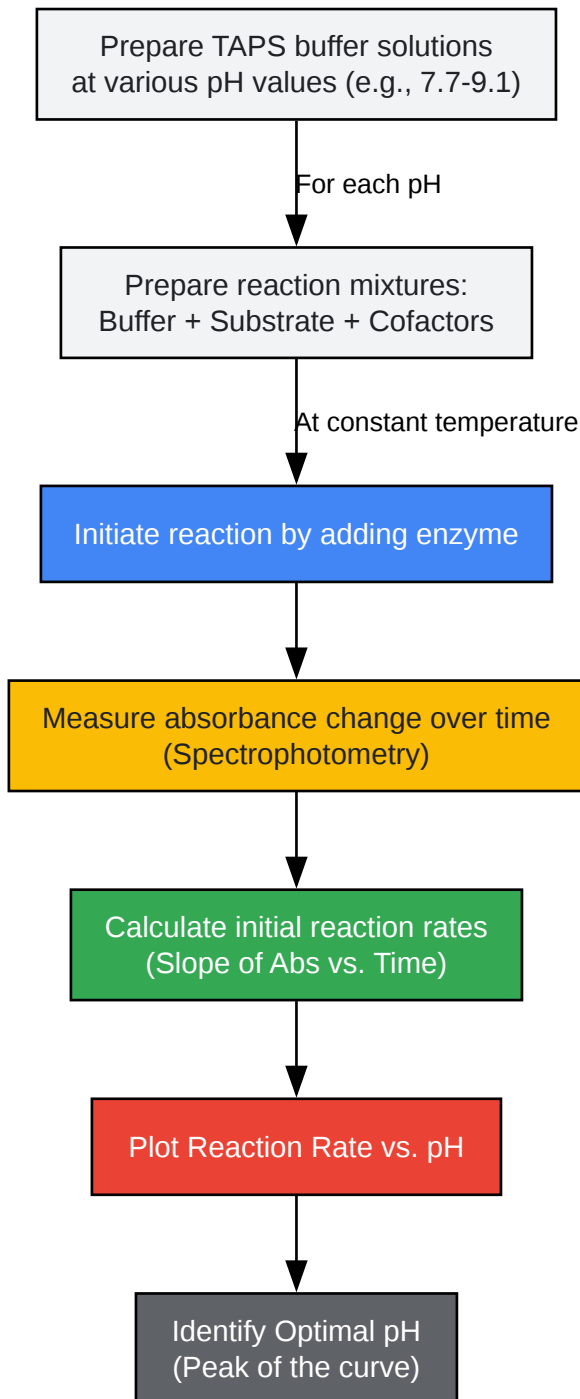 Prepare TAPS buffer solutions
at various pH values (e.g., 7.7-9.1)
For each pH
Prepare reaction mixtures:
Buffer + Substrate + Cofactors
At constant temperature
Initiate reaction by adding enzyme
Measure absorbance change over time
(Spectrophotometry)
Calculate initial reaction rates
(Slope of Abs vs. Time)
Plot Reaction Rate vs. pH
Identify Optimal pH
(Peak of the curve)